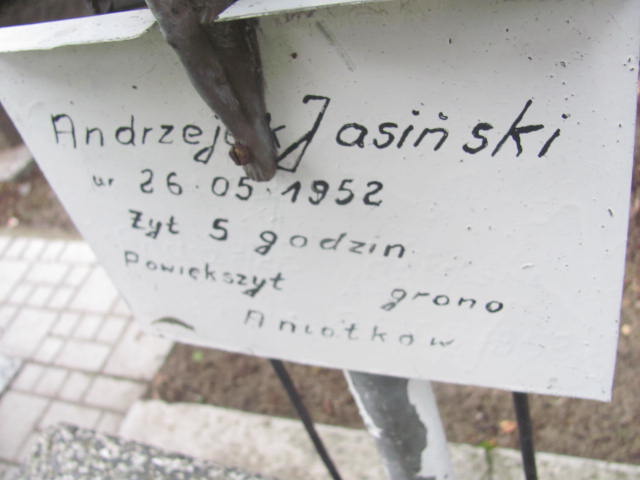 Andrzejek Jasiński
ur 26.05.1952
Żył 5 godzin
Powiększył grono
Aniołków